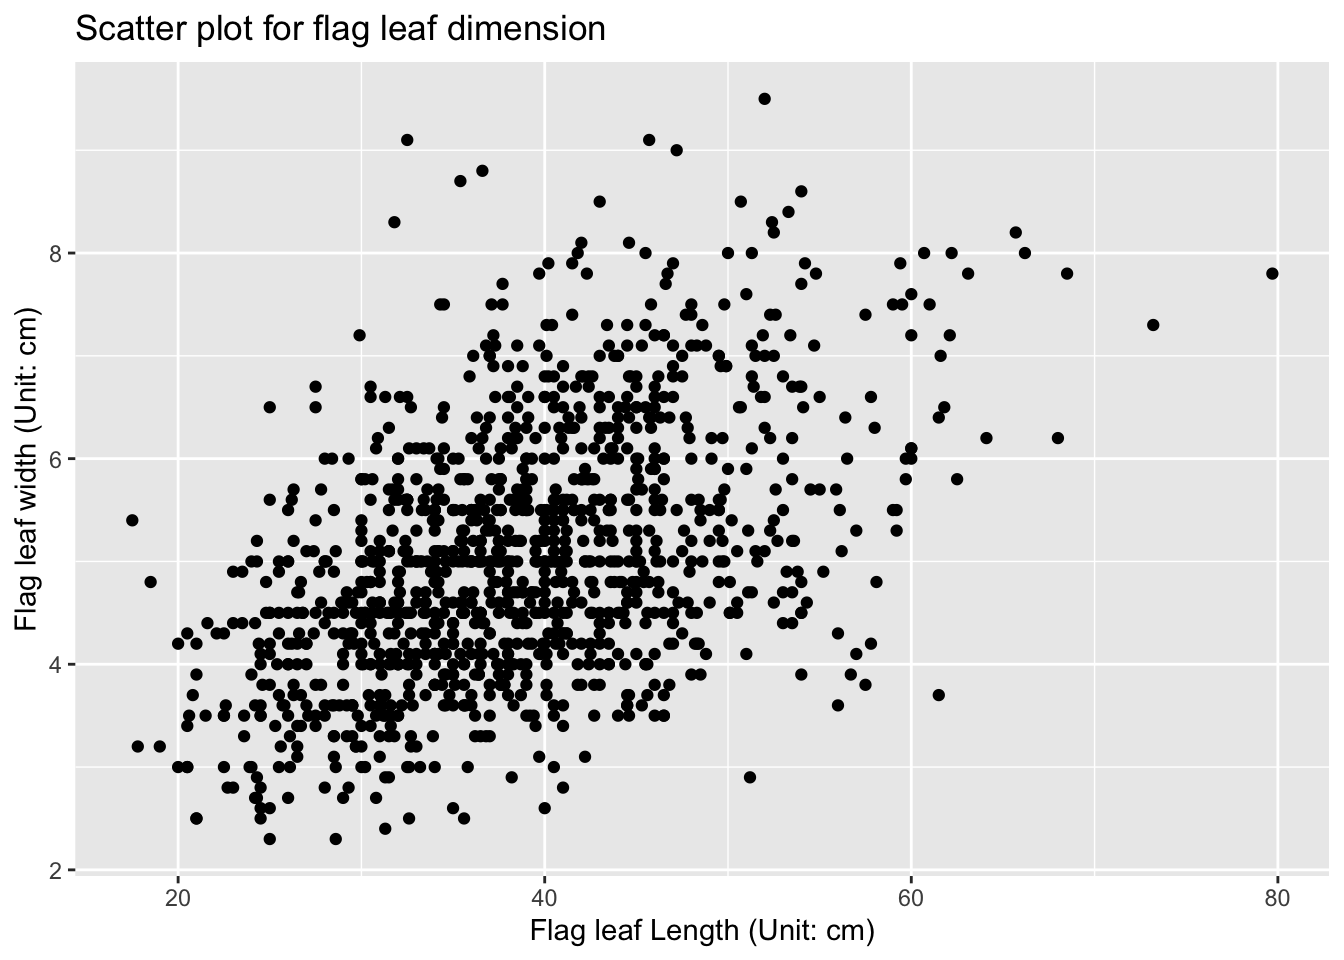 Scatter plot for flag leaf dimension
Flag leaf width (Unit: cm)
8
6
4
2
20 40 60 80
Flag leaf Length (Unit: cm)